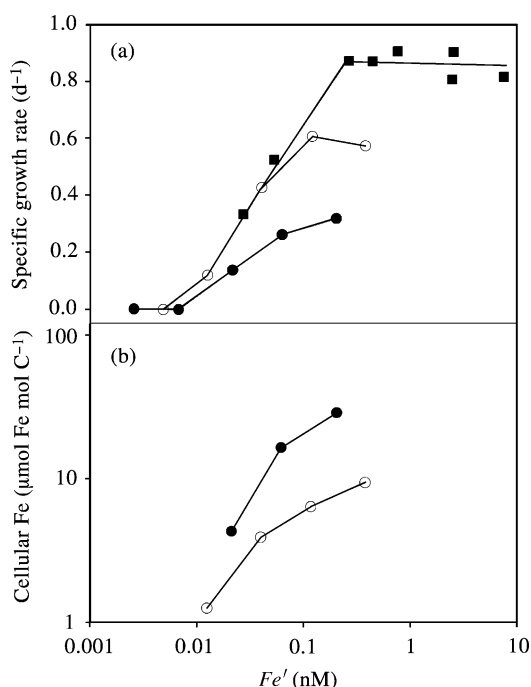 (a)
Specific growth rate (d⁻¹)
1.0
0.8
0.6
0.4
0.2
0.0
(b)
Cellular Fe (μmol Fe mol C⁻¹)
100
10
1
0.001 0.01 0.1 1 10
Fe′ (nM)